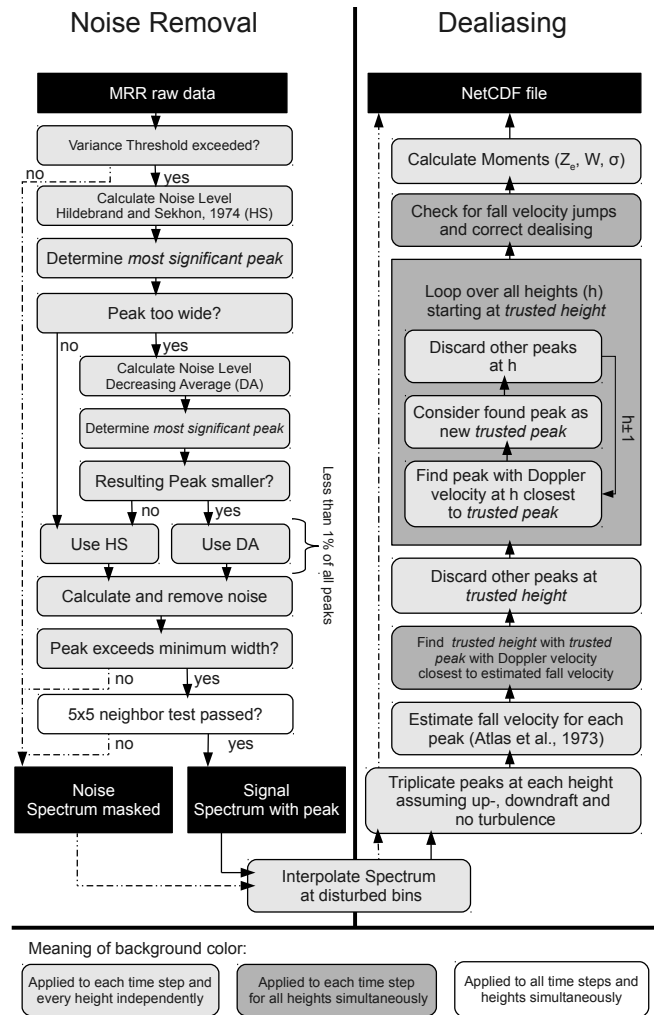 Noise Removal
MRR raw data
Variance Threshold exceeded?
no
yes
Calculate Noise Level
Hildebrand and Sekhon, 1974 (HS)
Determine most significant peak
Peak too wide?
no
yes
Calculate Noise Level
Decreasing Average (DA)
Determine most significant peak
Resulting Peak smaller?
no
yes
Less than 1% of all peaks
Use HS
Use DA
Calculate and remove noise
Peak exceeds minimum width?
no
yes
5x5 neighbor test passed?
no
yes
Noise
Spectrum masked
Signal
Spectrum with peak
Interpolate Spectrum
at disturbed bins
Dealiasing
NetCDF file
Calculate Moments (Ze, W, σ)
Check for fall velocity jumps
and correct dealising
Loop over all heights (h)
starting at trusted height
Discard other peaks
at h
Consider found peak as
new trusted peak
Find peak with Doppler
velocity at h closest
to trusted peak
h±1
Discard other peaks at
trusted height
Find trusted height with trusted
peak with Doppler velocity
closest to estimated fall velocity
Estimate fall velocity for each
peak (Atlas et al., 1973)
Triplicate peaks at each height
assuming up-, downdraft and
no turbulence
Meaning of background color:
Applied to each time step and
every height independently
Applied to each time step
for all heights simultaneously
Applied to all time steps and
heights simultaneously